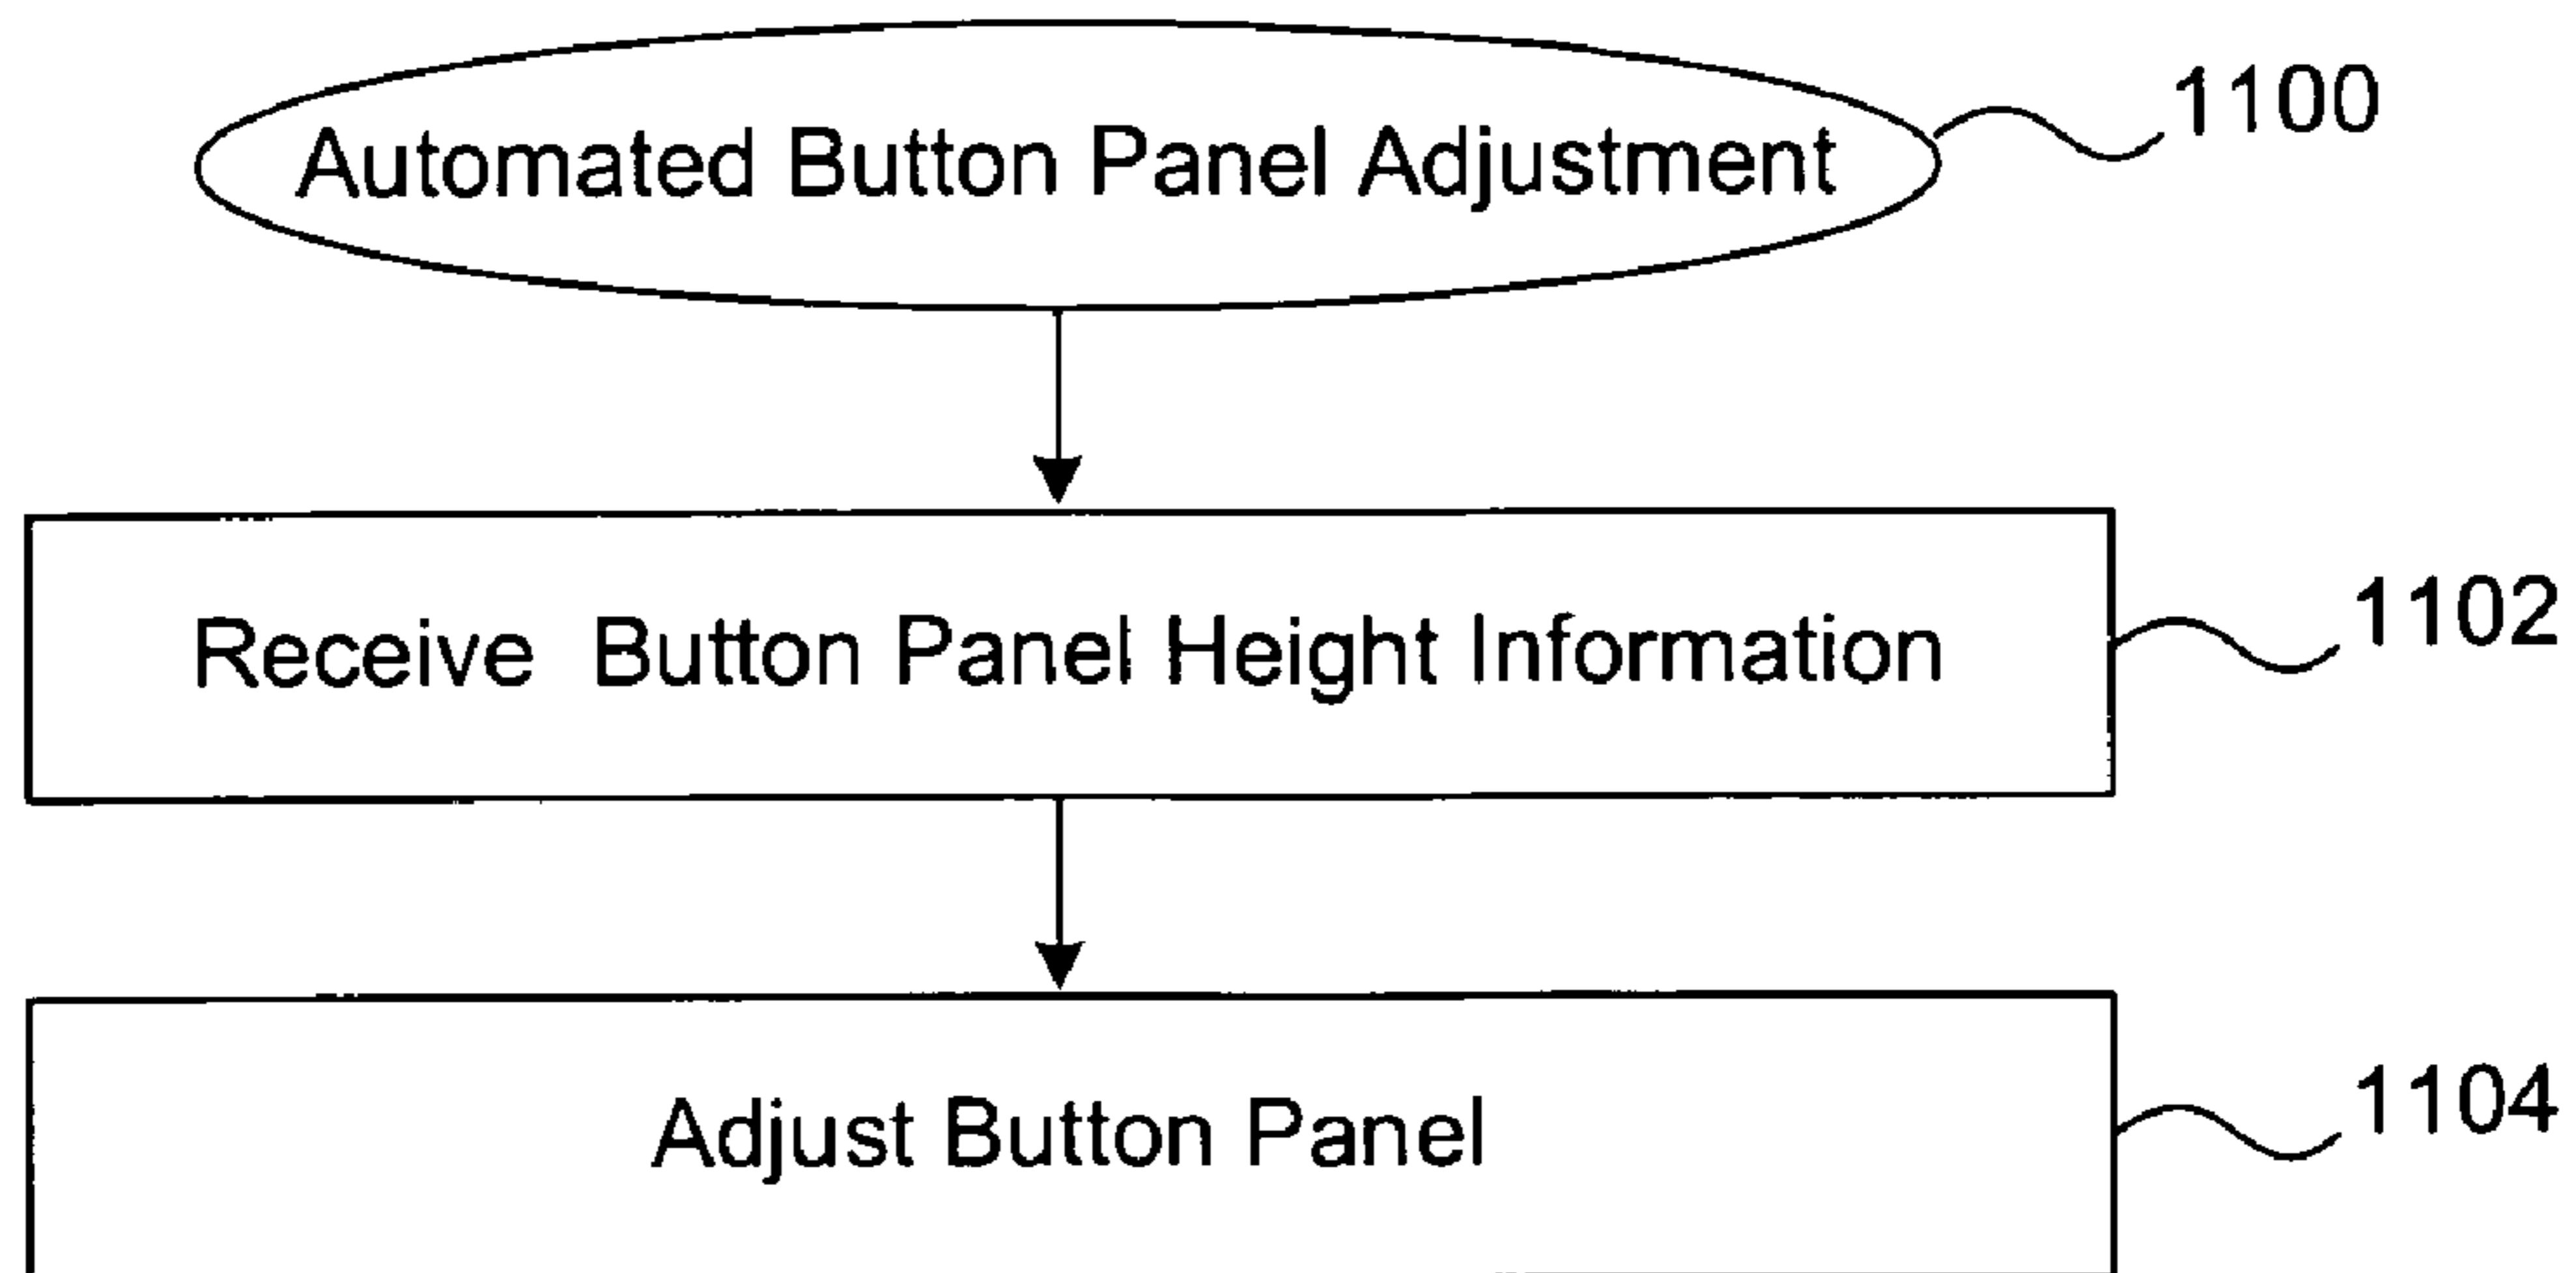 Automated Button Panel Adjustment
1100
Receive Button Panel Height Information
1102
Adjust Button Panel
1104